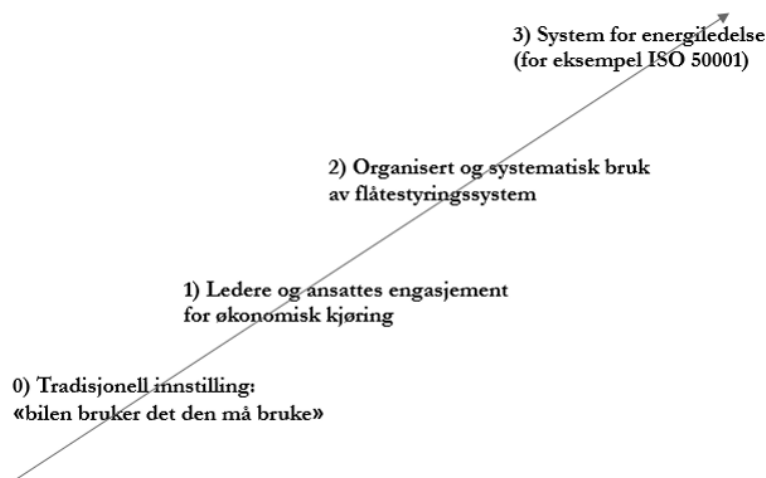 3) System for energiledelse
(for eksempel ISO 50001)
2) Organisert og systematisk bruk
av flåtestyringssystem
1) Ledere og ansattes engasjement
for økonomisk kjøring
0) Tradisjonell innstilling:
«bilen bruker det den må bruke»